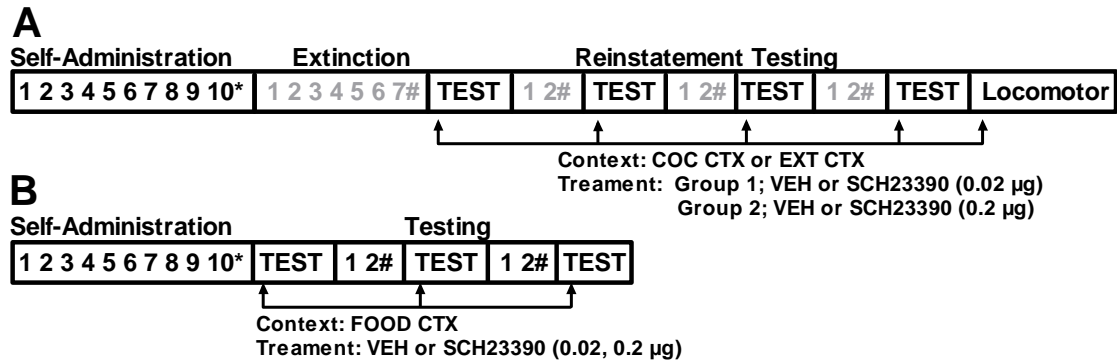 A
Self-Administration Extinction Reinstatement Testing
1 2 3 4 5 6 7 8 9 10* 1 2 3 4 5 6 7# TEST 1 2# TEST 1 2# TEST 1 2# TEST Locomotor
Context: COC CTX or EXT CTX
Treament: Group 1; VEH or SCH23390 (0.02 µg)
Group 2; VEH or SCH23390 (0.2 µg)
B
Self-Administration Testing
1 2 3 4 5 6 7 8 9 10* TEST 1 2# TEST 1 2# TEST
Context: FOOD CTX
Treament: VEH or SCH23390 (0.02, 0.2 µg)